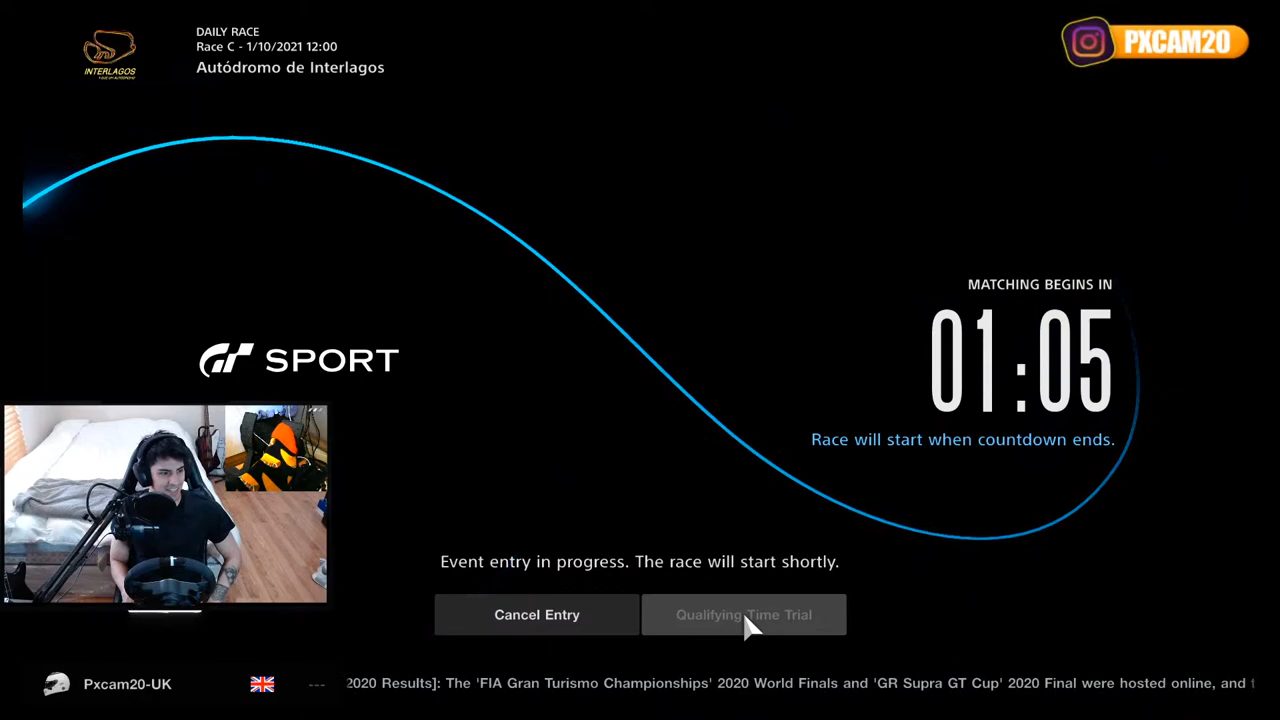 DAILY RACE
Race C - 1/10/2021 12:00
Autódromo de Interlagos
INTERLAGOS
PXCAM20
MATCHING BEGINS IN
01:05
Race will start when countdown ends.
GT SPORT
Event entry in progress. The race will start shortly.
Cancel Entry
Qualifying Time Trial
Pxcam20-UK
---
2020 Results]: The 'FIA Gran Turismo Championships' 2020 World Finals and 'GR Supra GT Cup' 2020 Final were hosted online, and